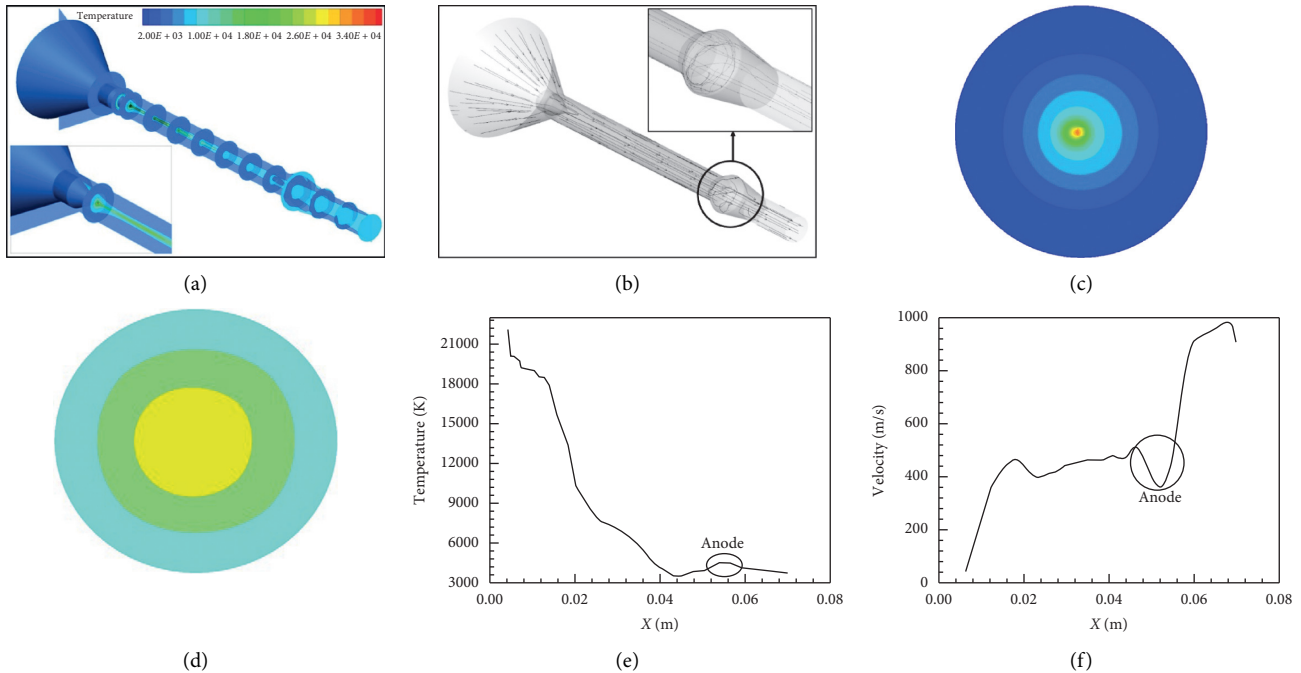 Temperature
2.00E + 03 1.00E + 04 1.80E + 04 2.60E + 04 3.40E + 04
(a)
(b)
(c)
(d)
21000
18000
15000
12000
9000
6000
3000
Temperature (K)
Anode
0.00 0.02 0.04 0.06 0.08
X (m)
(e)
1000
800
600
400
200
0
Velocity (m/s)
Anode
0.00 0.02 0.04 0.06 0.08
X (m)
(f)